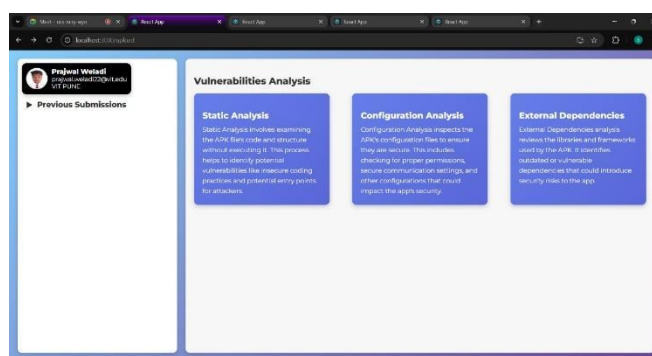 React App
React App
React App
React App
Prajwal Weladi
prajwal.weladi22@vit.edu
VIT PUNE
▶ Previous Submissions
Vulnerabilities Analysis
Static Analysis
Static Analysis involves examining
the APK file's code and structure
without executing it. This process
helps to identify potential
vulnerabilities like insecure coding
practices and potential entry points
for attackers.
Configuration Analysis
Configuration Analysis inspects the
APK's configuration files to ensure
they are secure. This includes
checking for proper permissions,
secure communication settings, and
other configurations that could
impact the app's security.
External Dependencies
External Dependencies analysis
reviews the libraries and frameworks
used by the APK. It identifies
outdated or vulnerable
dependencies that could introduce
security risks to the app.